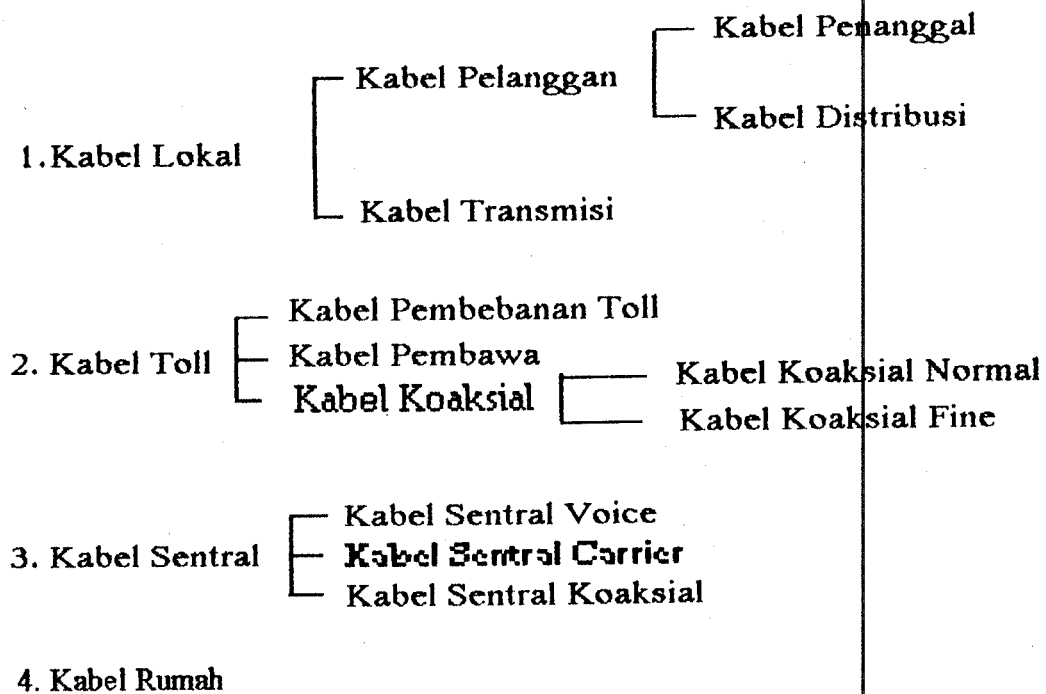 Kabel Penanggal
Kabel Pelanggan
Kabel Distribusi
1.Kabel Lokal
Kabel Transmisi
Kabel Pembebanan Toll
2. Kabel Toll
Kabel Pembawa
Kabel Koaksial Normal
Kabel Koaksial
Kabel Koaksial Fine
Kabel Sentral Voice
3. Kabel Sentral
Kabel Sentral Carrier
Kabel Sentral Koaksial
4. Kabel Rumah